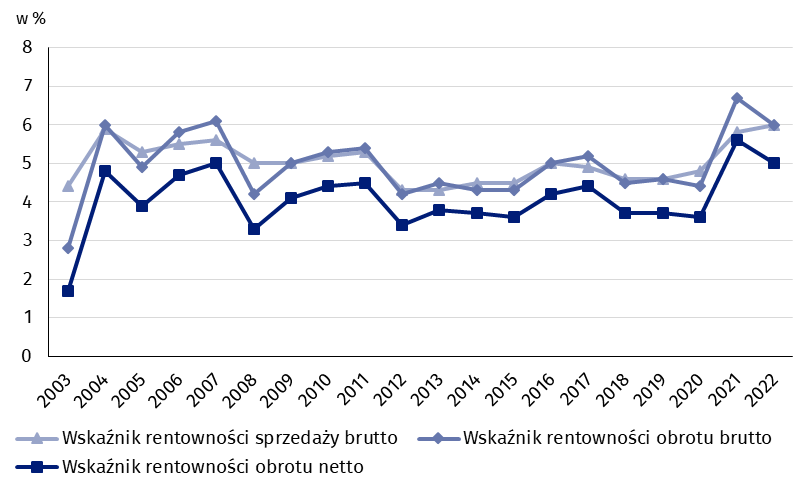 w %
8
7
6
5
4
3
2
1
0
2003 2004 2005 2006 2007 2008 2009 2010 2011 2012 2013 2014 2015 2016 2017 2018 2019 2020 2021 2022
Wskaźnik rentowności sprzedaży brutto Wskaźnik rentowności obrotu brutto
Wskaźnik rentowności obrotu netto